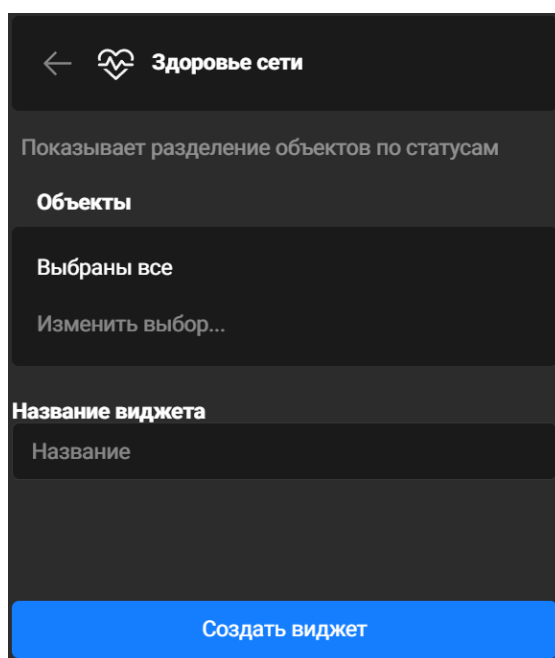 Здоровье сети
Показывает разделение объектов по статусам
Объекты
Выбраны все
Изменить выбор...
Название виджета
Название
Создать виджет